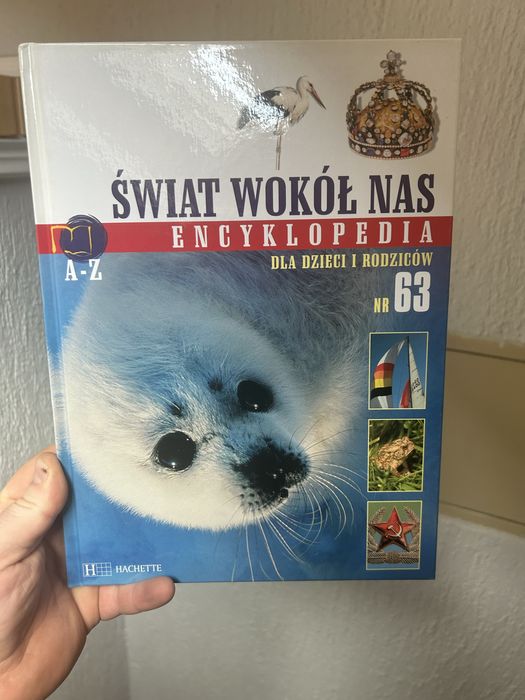 ŚWIAT WOKÓŁ NAS
ENCYKLOPEDIA
A-Z
DLA DZIECI I RODZICÓW
NR 63
H HACHETTE